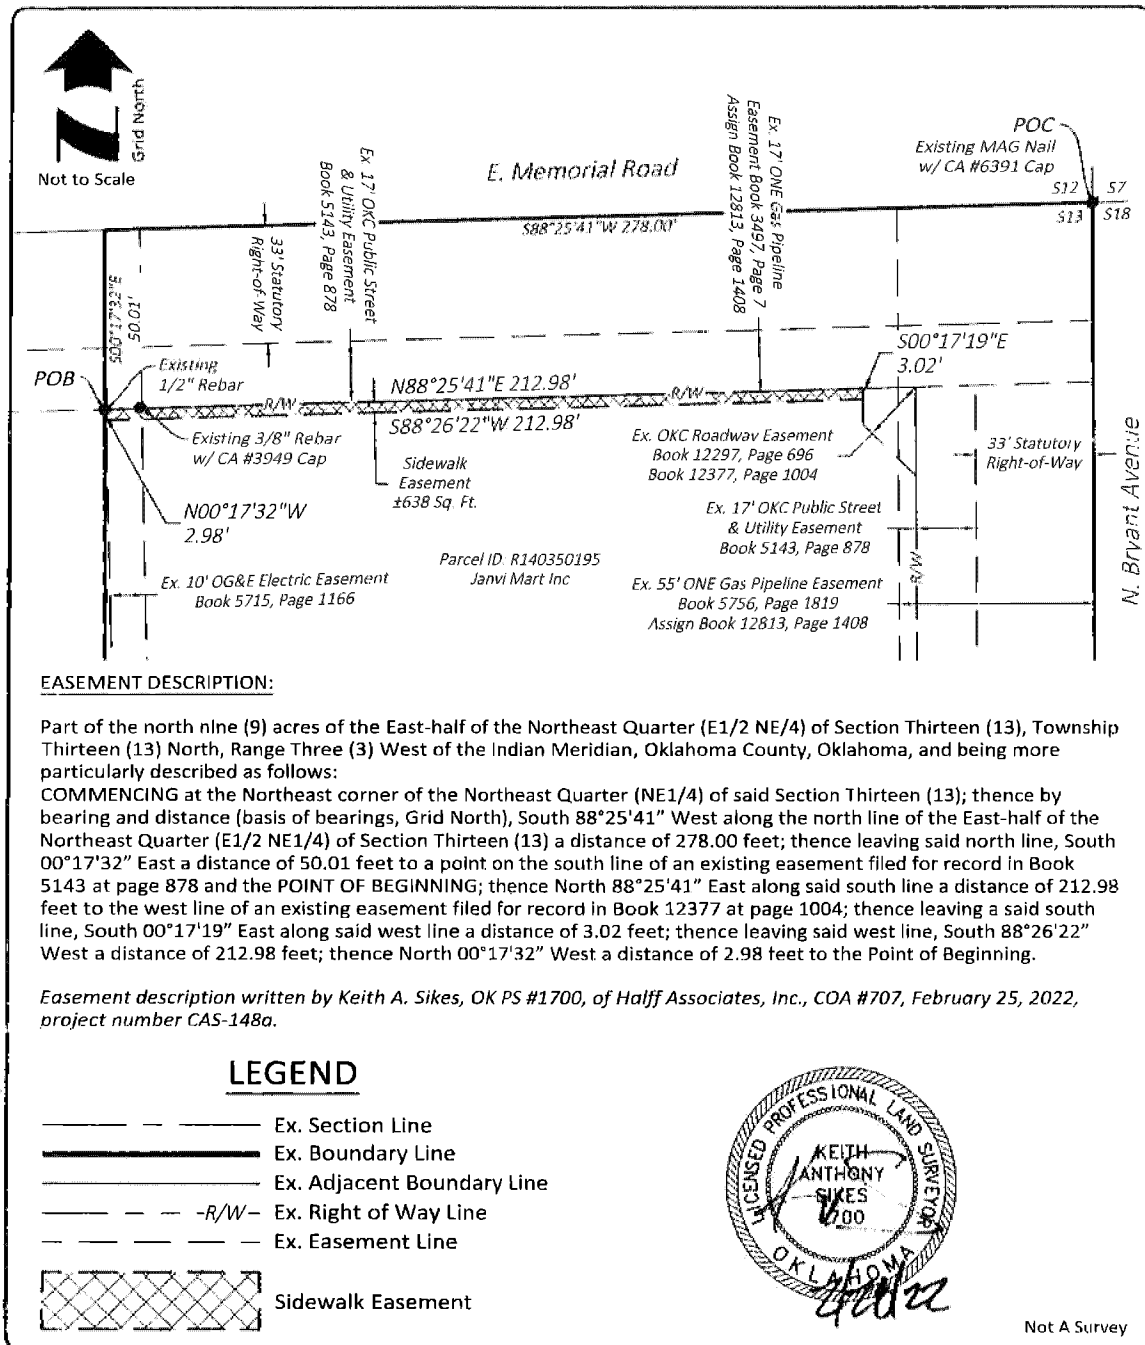 Grid North
Not to Scale
Ex. 17' OKC Public Street
& Utility Easement
Book 5143, Page 878
E. Memorial Road
Ex. 17' ONE Gas Pipeline
Easement Book 3497, Page 7
Assign Book 12813, Page 1408
POC
Existing MAG Nail
w/ CA #6391 Cap
S12 S7
S13 S18
S88°25'41"W 278.00'
33' Statutory
Right-of-Way
S00°17'32"E
50.01'
POB
Existing
1/2" Rebar
S00°17'19"E
3.02'
N88°25'41"E 212.98'
R/W
R/W
S88°26'22"W 212.98'
Existing 3/8" Rebar
w/ CA #3949 Cap
Sidewalk
Easement
±638 Sq. Ft.
Ex. OKC Roadway Easement
Book 12297, Page 696
Book 12377, Page 1004
33' Statutory
Right-of-Way
N. Bryant Avenue
N00°17'32"W
2.98'
Ex. 17' OKC Public Street
& Utility Easement
Book 5143, Page 878
R/W
Parcel ID: R140350195
Janvi Mart Inc
Ex. 10' OG&E Electric Easement
Book 5715, Page 1166
Ex. 55' ONE Gas Pipeline Easement
Book 5756, Page 1819
Assign Book 12813, Page 1408
EASEMENT DESCRIPTION:
Part of the north nine (9) acres of the East-half of the Northeast Quarter (E1/2 NE/4) of Section Thirteen (13), Township
Thirteen (13) North, Range Three (3) West of the Indian Meridian, Oklahoma County, Oklahoma, and being more
particularly described as follows:
COMMENCING at the Northeast corner of the Northeast Quarter (NE1/4) of said Section Thirteen (13); thence by
bearing and distance (basis of bearings, Grid North), South 88°25'41" West along the north line of the East-half of the
Northeast Quarter (E1/2 NE1/4) of Section Thirteen (13) a distance of 278.00 feet; thence leaving said north line, South
00°17'32" East a distance of 50.01 feet to a point on the south line of an existing easement filed for record in Book
5143 at page 878 and the POINT OF BEGINNING; thence North 88°25'41" East along said south line a distance of 212.98
feet to the west line of an existing easement filed for record in Book 12377 at page 1004; thence leaving a said south
line, South 00°17'19" East along said west line a distance of 3.02 feet; thence leaving said west line, South 88°26'22"
West a distance of 212.98 feet; thence North 00°17'32" West a distance of 2.98 feet to the Point of Beginning.
Easement description written by Keith A. Sikes, OK PS #1700, of Halff Associates, Inc., COA #707, February 25, 2022,
project number CAS-148a.
LEGEND
Ex. Section Line
Ex. Boundary Line
Ex. Adjacent Boundary Line
-R/W- Ex. Right of Way Line
Ex. Easement Line
Sidewalk Easement
LICENSED PROFESSIONAL LAND SURVEYOR
KEITH
ANTHONY
SIKES
1700
OKLAHOMA
Not A Survey